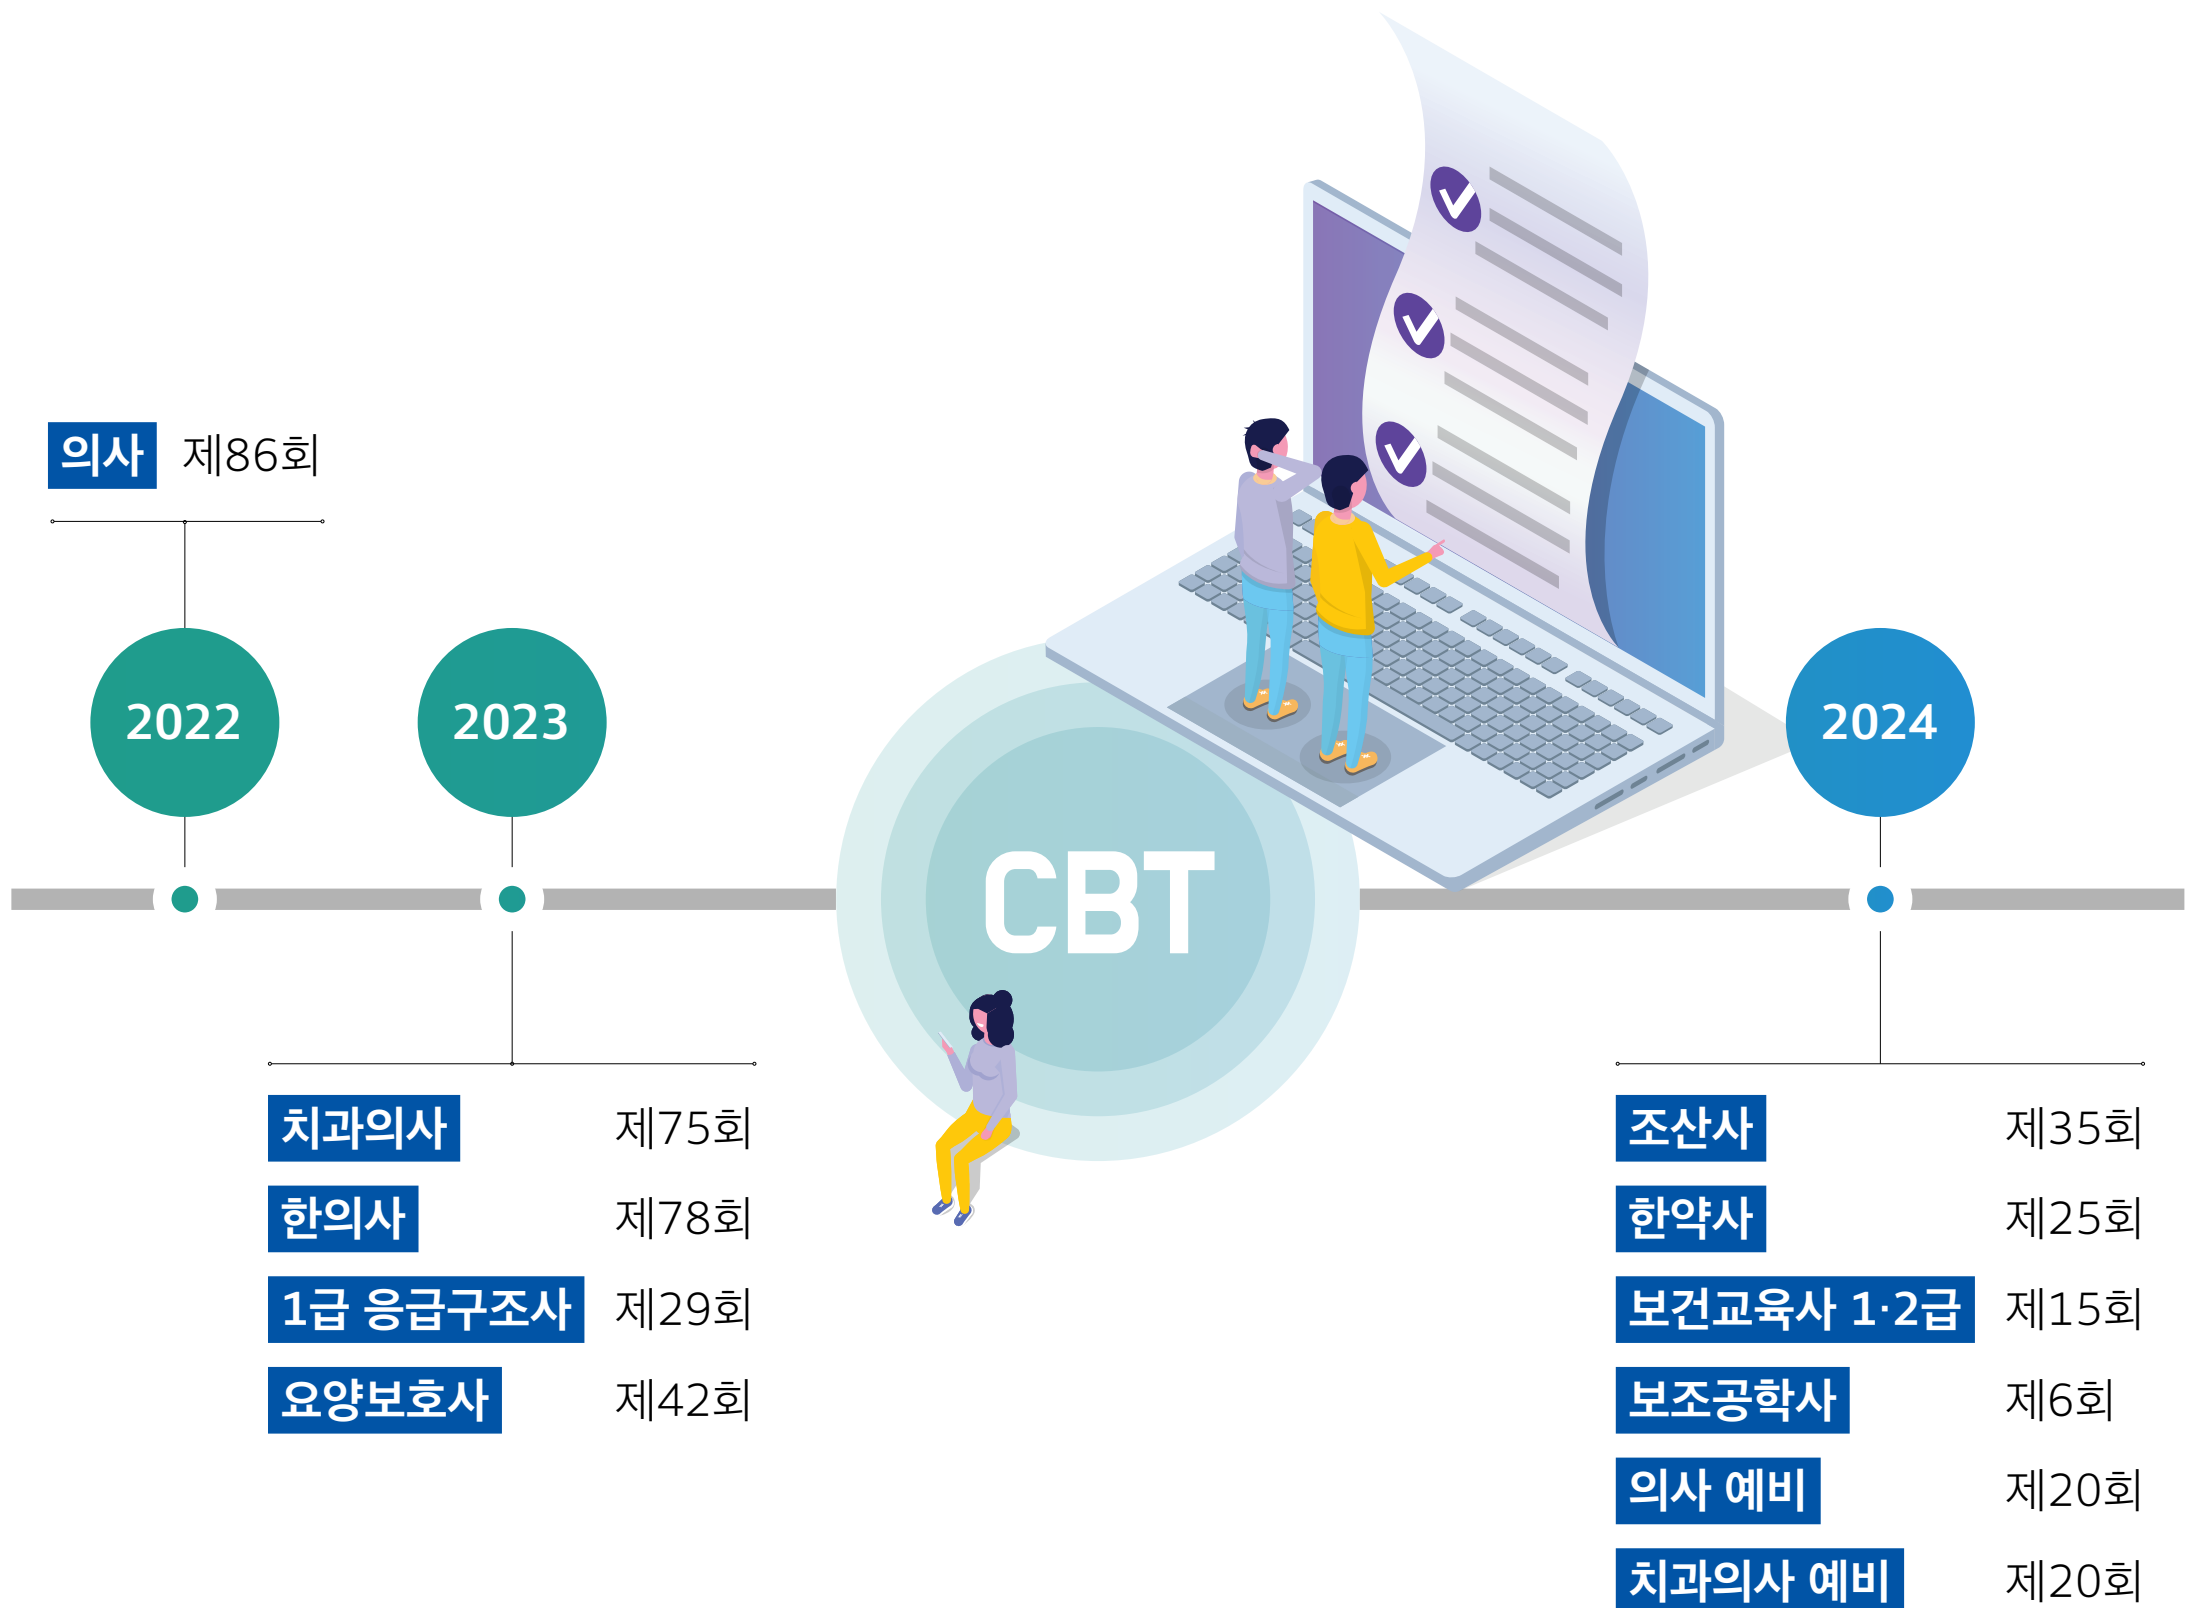 의사 제86회
2022
2023
2024
CBT
치과의사 제75회
한의사 제78회
1급 응급구조사 제29회
요양보호사 제42회
조산사 제35회
한약사 제25회
보건교육사 1·2급 제15회
보조공학사 제6회
의사 예비 제20회
치과의사 예비 제20회